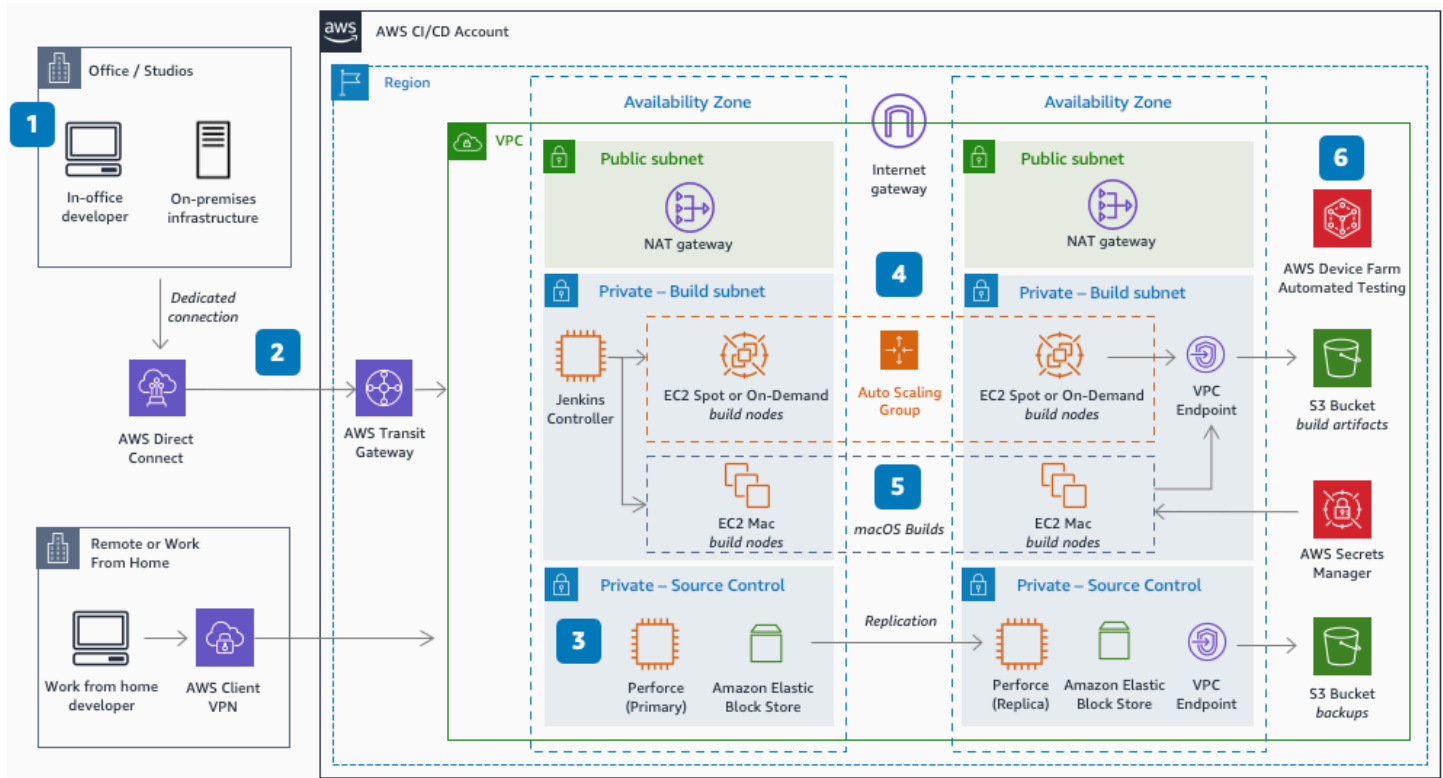 aws
AWS CI/CD Account
Office / Studios
1
In-office
developer
On-premises
infrastructure
Dedicated
connection
2
AWS Direct
Connect
AWS Transit
Gateway
Remote or Work
From Home
Work from home
developer
AWS Client
VPN
Region
VPC
Availability Zone
Public subnet
NAT gateway
Private – Build subnet
Jenkins
Controller
EC2 Spot or On-Demand
build nodes
EC2 Mac
build nodes
Private – Source Control
3
Perforce
(Primary)
Amazon Elastic
Block Store
Internet
gateway
4
Auto Scaling
Group
5
macOS Builds
Replication
Availability Zone
Public subnet
NAT gateway
Private – Build subnet
EC2 Spot or On-Demand
build nodes
VPC
Endpoint
EC2 Mac
build nodes
Private – Source Control
Perforce
(Replica)
Amazon Elastic
Block Store
VPC
Endpoint
6
AWS Device Farm
Automated Testing
S3 Bucket
build artifacts
AWS Secrets
Manager
S3 Bucket
backups